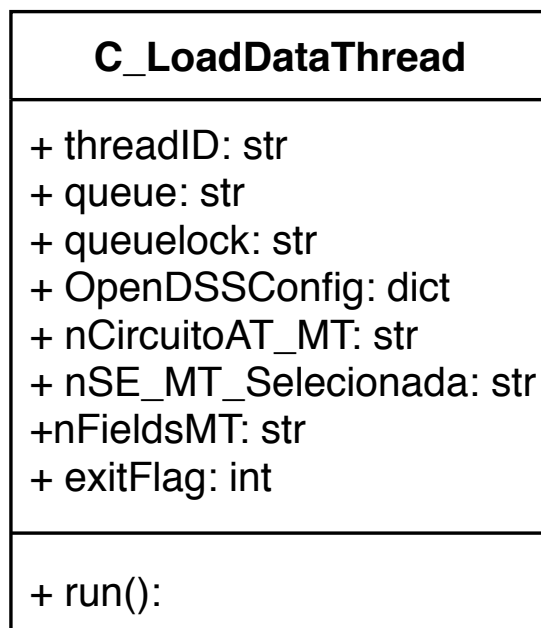 C_LoadDataThread
+ threadID: str
+ queue: str
+ queuelock: str
+ OpenDSSConfig: dict
+ nCircuitoAT_MT: str
+ nSE_MT_Selecionada: str
+nFieldsMT: str
+ exitFlag: int
+ run():